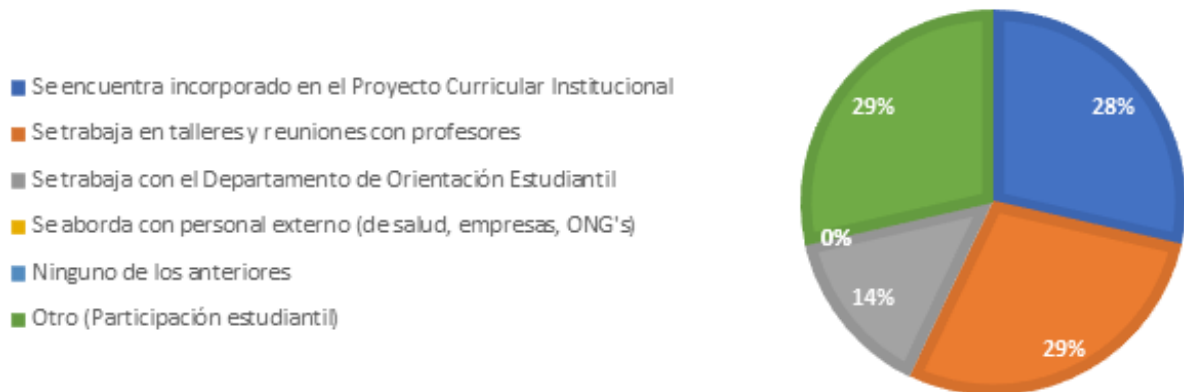 Se encuentra incorporado en el Proyecto Curricular Institucional
Se trabaja en talleres y reuniones con profesores
Se trabaja con el Departamento de Orientación Estudiantil
Se aborda con personal externo (de salud, empresas, ONG's)
Ninguno de los anteriores
Otro (Participación estudiantil)
29%
28%
0%
14%
29%